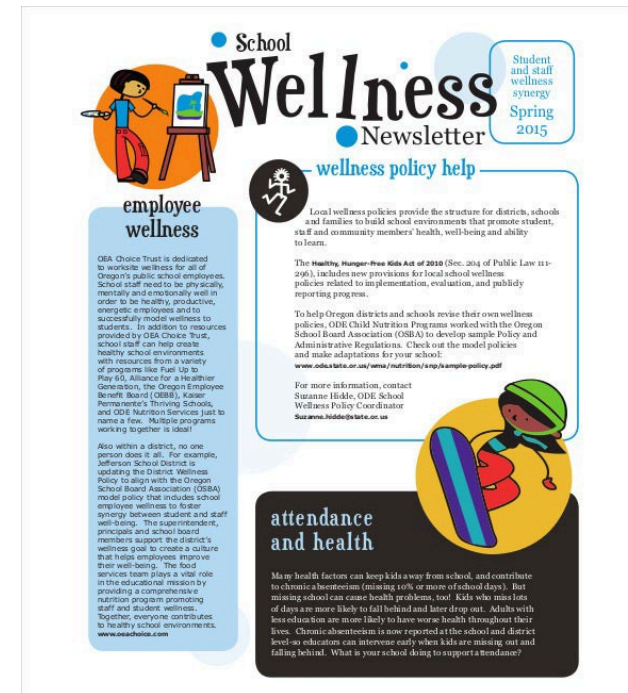 School
Wellness
Newsletter
Student
and staff
wellness
synergy
Spring
2015
employee
wellness
OEA Choice Trust is dedicated
to worksite wellness for all of
Oregon's public school employees.
School staff need to be physically,
mentally and emotionally well in
order to be healthy, productive,
energetic employees and to
successfully model wellness to
students. In addition to resources
provided by OEA Choice Trust,
school staff can help create
healthy school environments
with resources from a variety
of programs like Fuel Up to
Play 60, Alliance for a Healthier
Generation, the Oregon Employee
Benefit Board (OEBB), Kaiser
Permanente's Thriving Schools,
and ODE Nutrition Services just to
name a few. Multiple programs
working together is ideal!
Also within a district, no one
person does it all. For example,
Jefferson School District is
updating the District Wellness
Policy to align with the Oregon
School Board Association (OSBA)
model policy that includes school
employee wellness to foster
synergy between student and staff
well-being. The superintendent,
principals and school board
members support the district's
wellness goal to create a culture
that helps employees improve
their well-being. The food
services team plays a vital role
in the educational mission by
providing a comprehensive
nutrition program promoting
staff and student wellness.
Together, everyone contributes
to healthy school environments.
www.oeachoice.com
wellness policy help
Local wellness policies provide the structure for districts, schools
and families to build school environments that promote student,
staff and community members' health, well-being and ability
to learn.
The Healthy, Hunger-Free Kids Act of 2010 (Sec. 204 of Public Law 111-
296), includes new provisions for local school wellness
policies related to implementation, evaluation, and publicly
reporting progress.
To help Oregon districts and schools revise their own wellness
policies, ODE Child Nutrition Programs worked with the Oregon
School Board Association (OSBA) to develop sample Policy and
Administrative Regulations. Check out the model policies
and make adaptations for your school:
www.ode.state.or.us/wma/nutrition/snp/sample-policy.pdf
For more information, contact
Suzanne Hidde, ODE School
Wellness Policy Coordinator
Suzanne.hidde@state.or.us
attendance
and health
Many health factors can keep kids away from school, and contribute
to chronic absenteeism (missing 10% or more of school days). But
missing school can cause health problems, too! Kids who miss lots
of days are more likely to fall behind and later drop out. Adults with
less education are more likely to have worse health throughout their
lives. Chronic absenteeism is now reported at the school and district
level-so educators can intervene early when kids are missing out and
falling behind. What is your school doing to support attendance?